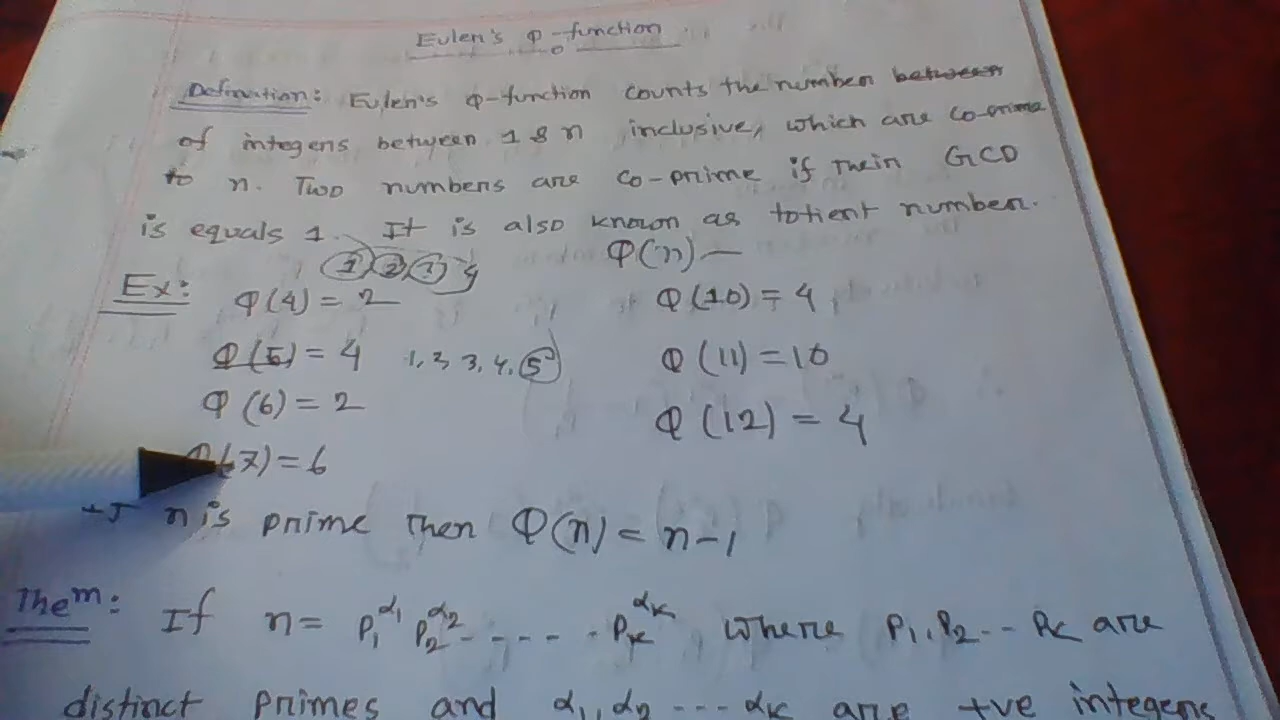 Euler's φ-function
Defination: Euler's φ-function counts the number between
of integers between 1 & n inclusive, which are co-prime
to n. Two numbers are co-prime if their GCD
is equals 1. It is also known as totient number.
1 2 3 4 φ(n) —
Ex: φ(4) = 2 φ(10) = 4
φ(5) = 4 1, 2, 3, 4, 5 φ(11) = 10
φ(6) = 2 φ(12) = 4
φ(7) = 6
If n is prime then φ(n) = n-1
The^m: If n = p₁^α₁ p₂^α₂ ---- pₖ^αₖ, where p₁, p₂ -- pₖ are
distinct primes and α₁, α₂ --- αₖ are +ve integers